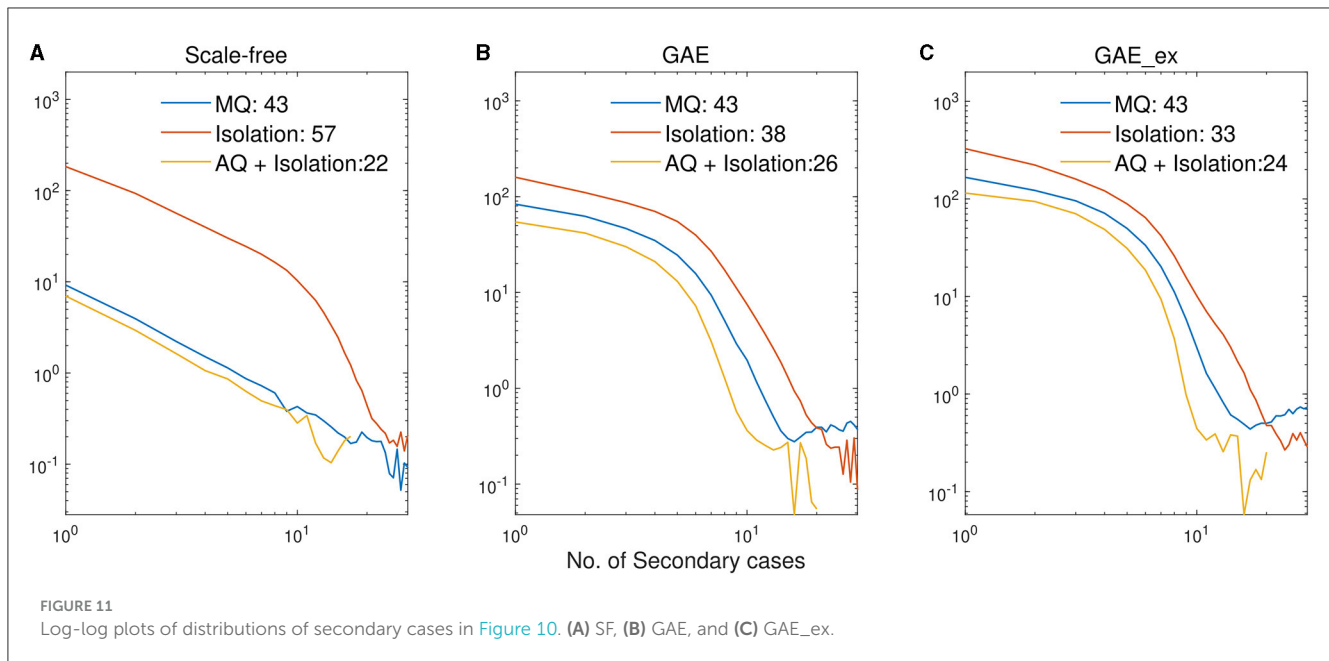 A Scale-free
10³
10²
10¹
10⁰
10⁻¹
10⁰ 10¹
MQ: 43
Isolation: 57
AQ + Isolation:22
B GAE
10³
10²
10¹
10⁰
10⁻¹
10⁰ 10¹
MQ: 43
Isolation: 38
AQ + Isolation:26
C GAE_ex
10³
10²
10¹
10⁰
10⁻¹
10⁰ 10¹
MQ: 43
Isolation: 33
AQ + Isolation:24
No. of Secondary cases
FIGURE 11
Log-log plots of distributions of secondary cases in Figure 10. (A) SF, (B) GAE, and (C) GAE_ex.